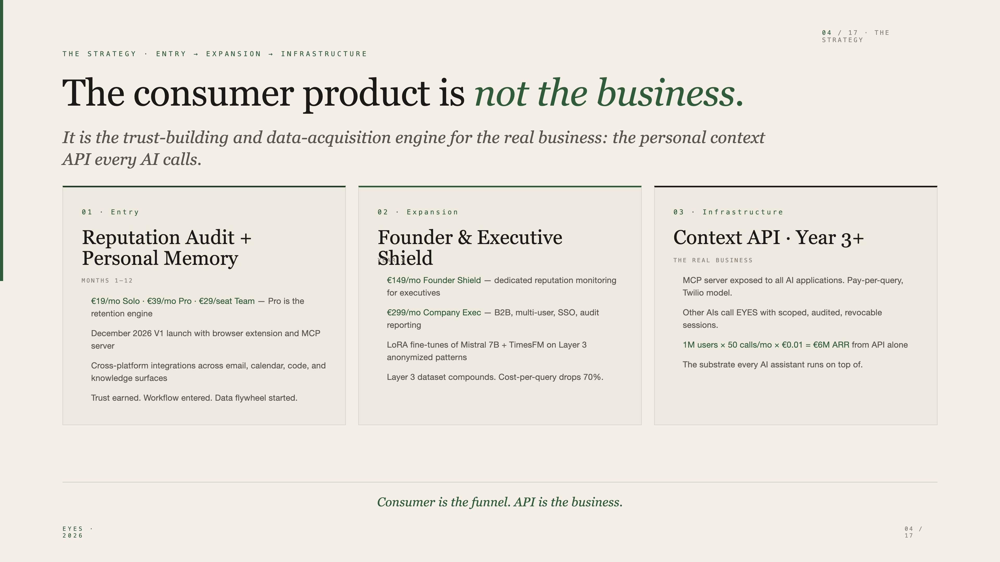 04 / 17 · THE
STRATEGY
THE STRATEGY · ENTRY → EXPANSION → INFRASTRUCTURE
The consumer product is not the business.
It is the trust-building and data-acquisition engine for the real business: the personal context
API every AI calls.
01 · Entry
Reputation Audit +
Personal Memory
MONTHS 1–12
€19/mo Solo · €39/mo Pro · €29/seat Team — Pro is the
retention engine
December 2026 V1 launch with browser extension and MCP
server
Cross-platform integrations across email, calendar, code, and
knowledge surfaces
Trust earned. Workflow entered. Data flywheel started.
02 · Expansion
Founder & Executive
Shield
YEAR 2
€149/mo Founder Shield — dedicated reputation monitoring
for executives
€299/mo Company Exec — B2B, multi-user, SSO, audit
reporting
LoRA fine-tunes of Mistral 7B + TimesFM on Layer 3
anonymized patterns
Layer 3 dataset compounds. Cost-per-query drops 70%.
03 · Infrastructure
Context API · Year 3+
THE REAL BUSINESS
MCP server exposed to all AI applications. Pay-per-query,
Twilio model.
Other AIs call EYES with scoped, audited, revocable
sessions.
1M users × 50 calls/mo × €0.01 = €6M ARR from API alone
The substrate every AI assistant runs on top of.
Consumer is the funnel. API is the business.
EYES ·
2026
04 /
17